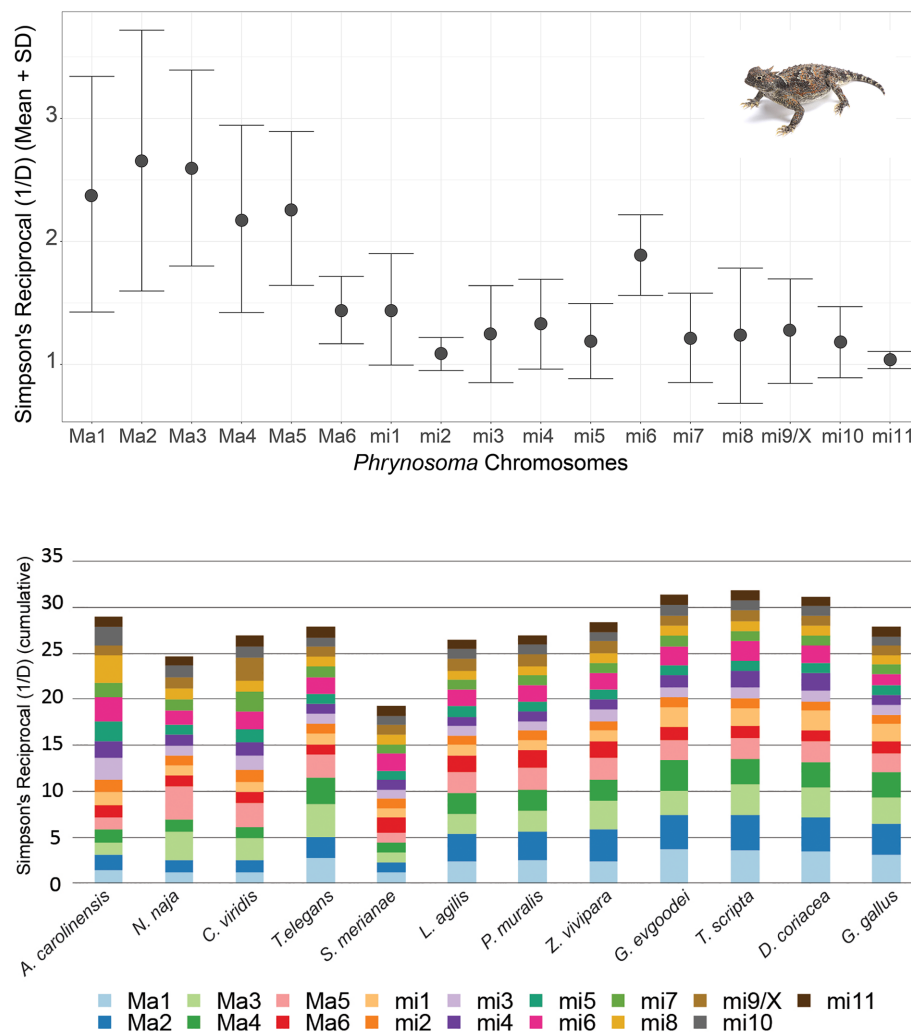 Simpson's Reciprocal (1/D) (Mean + SD)
3
2
1
Ma1 Ma2 Ma3 Ma4 Ma5 Ma6 mi1 mi2 mi3 mi4 mi5 mi6 mi7 mi8 mi9/X mi10 mi11
Phrynosoma Chromosomes
Simpson's Reciprocal (1/D) (cumulative)
35
30
25
20
15
10
5
0
A. carolinensis N. naja C. viridis T.elegans S. merianae L. agilis P. muralis Z. vivipara G. evgoodei T. scripta D. coriacea G. gallus
Ma1 Ma3 Ma5 mi1 mi3 mi5 mi7 mi9/X mi11
Ma2 Ma4 Ma6 mi2 mi4 mi6 mi8 mi10